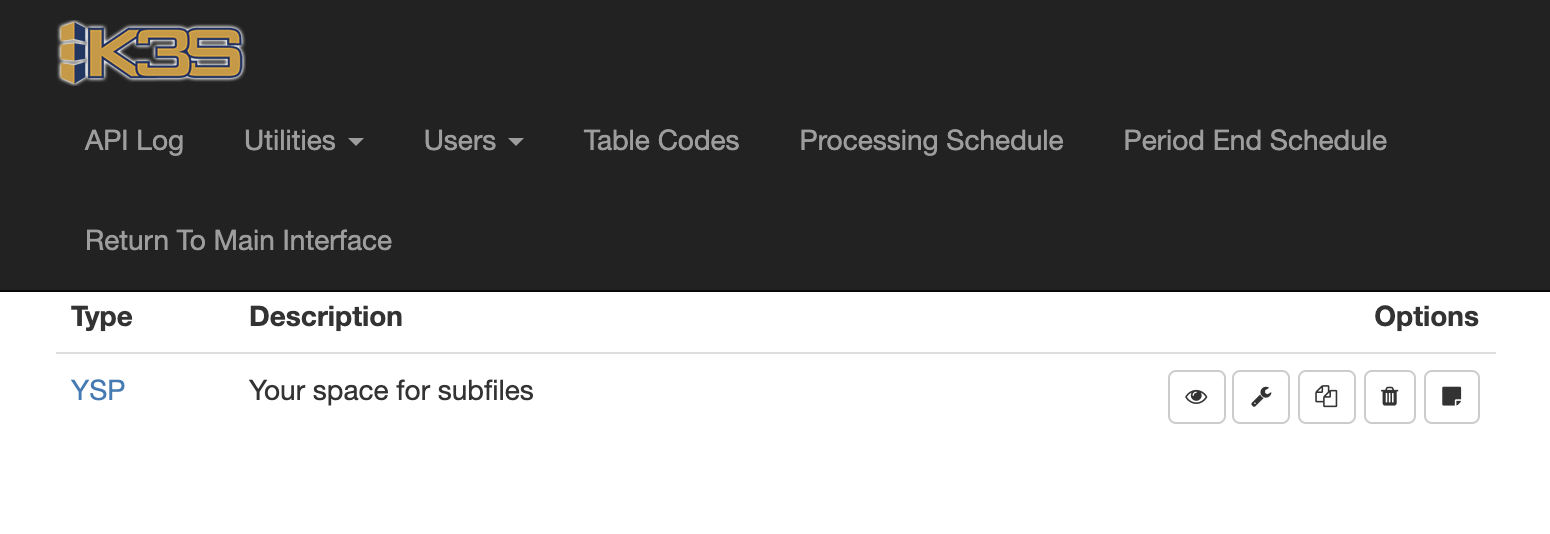 K3S
API Log Utilities Users Table Codes Processing Schedule Period End Schedule
Return To Main Interface
Type Description Options
YSP Your space for subfiles